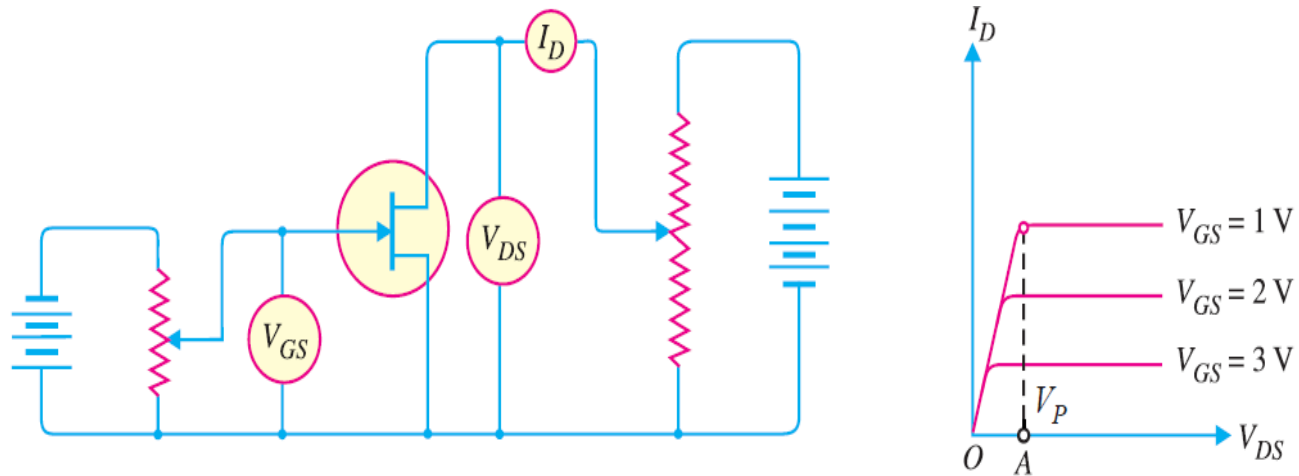 I_D
V_DS
V_GS
I_D
V_GS = 1 V
V_GS = 2 V
V_GS = 3 V
V_P
O
A
V_DS